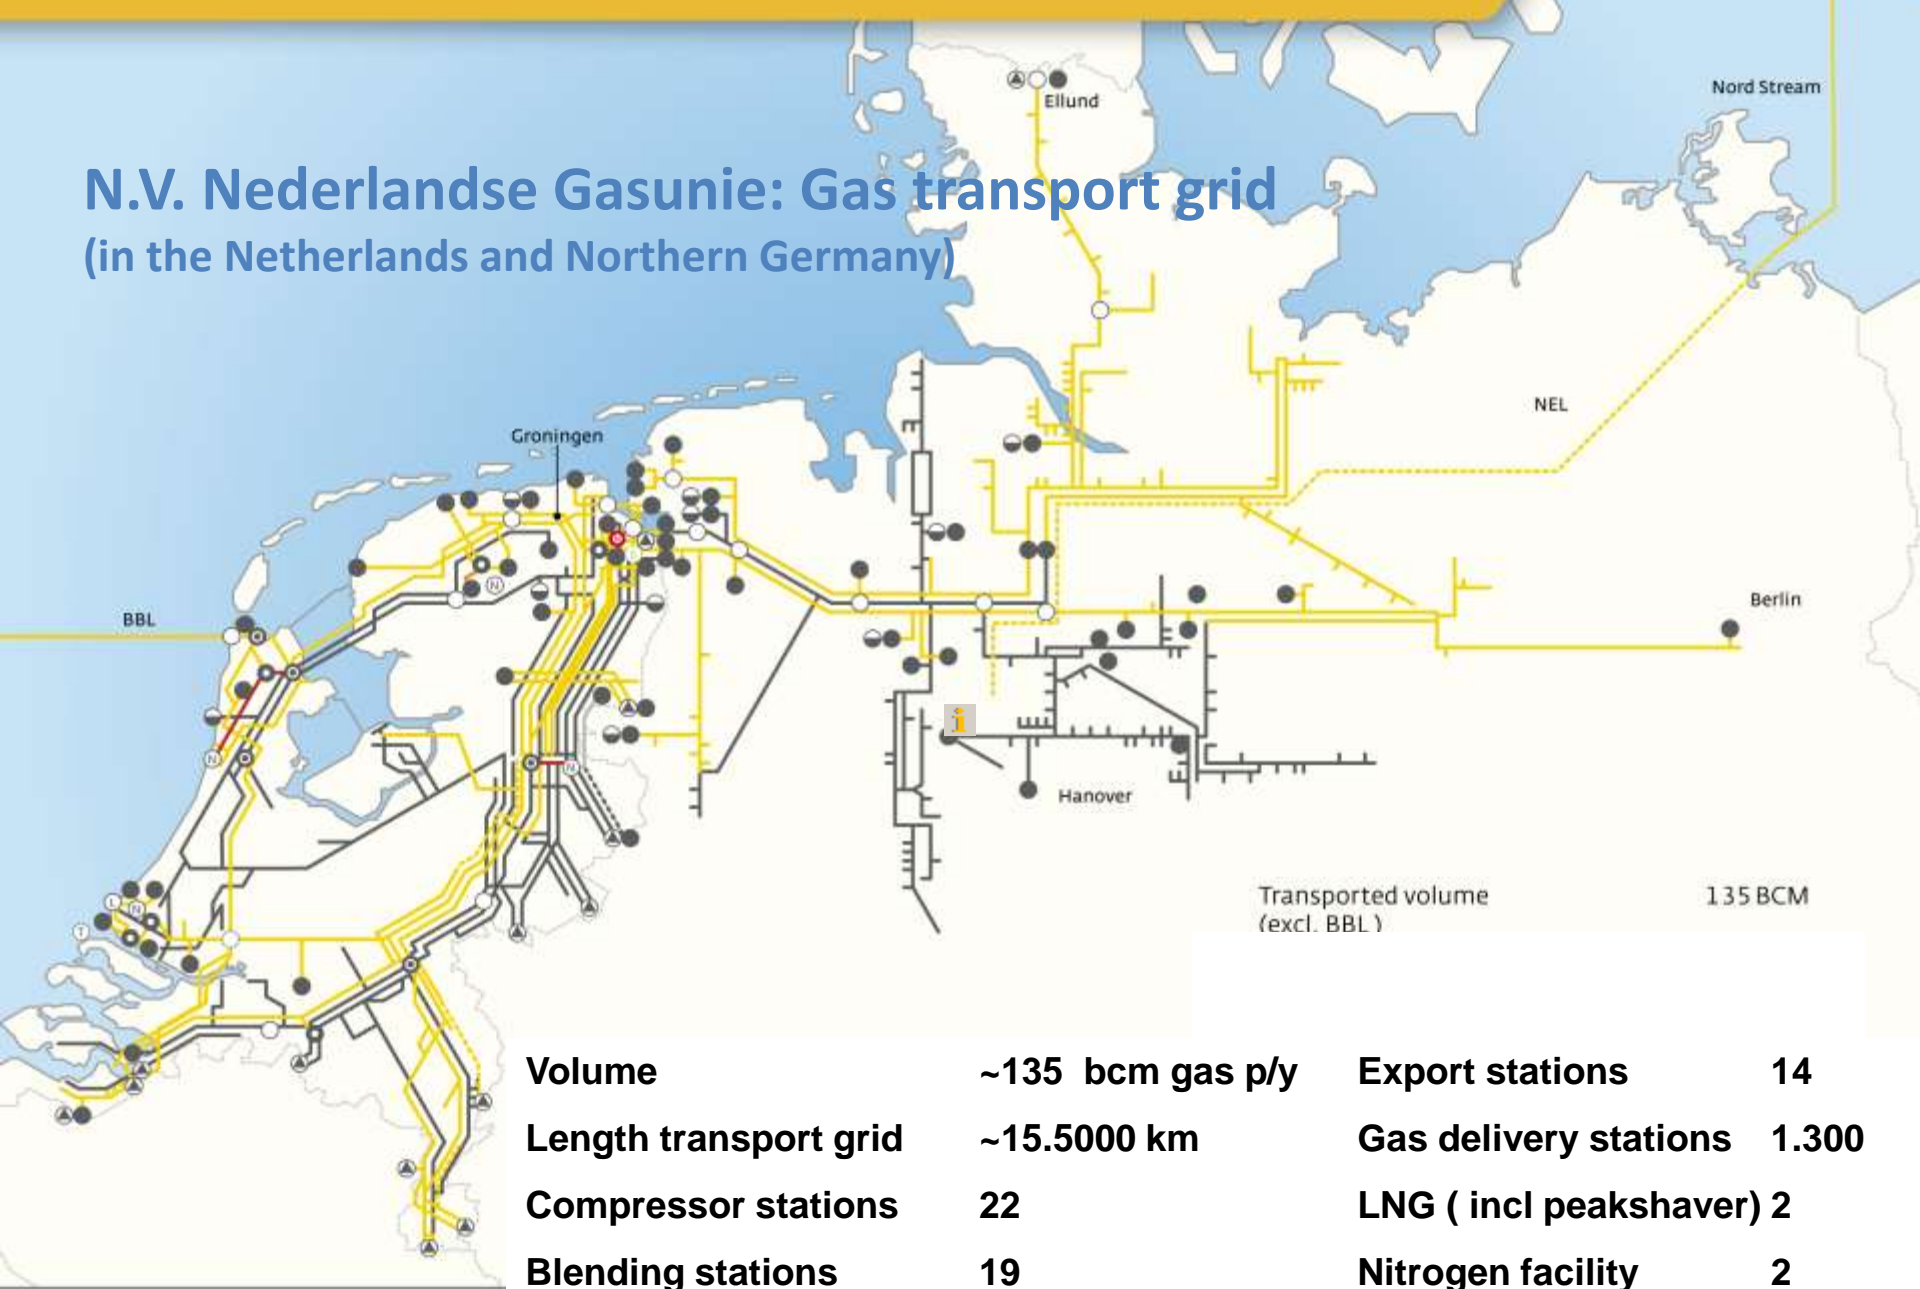 Nord Stream
Ellund
N.V. Nederlandse Gasunie: Gas transport grid
(in the Netherlands and Northern Germany)
NEL
Groningen
BBL
Berlin
i
N
N
N
Hanover
L
N
T
Transported volume 135 BCM
(excl. BBL)
Volume ~135 bcm gas p/y Export stations 14
Length transport grid ~15.5000 km Gas delivery stations 1.300
Compressor stations 22 LNG ( incl peakshaver) 2
Blending stations 19 Nitrogen facility 2